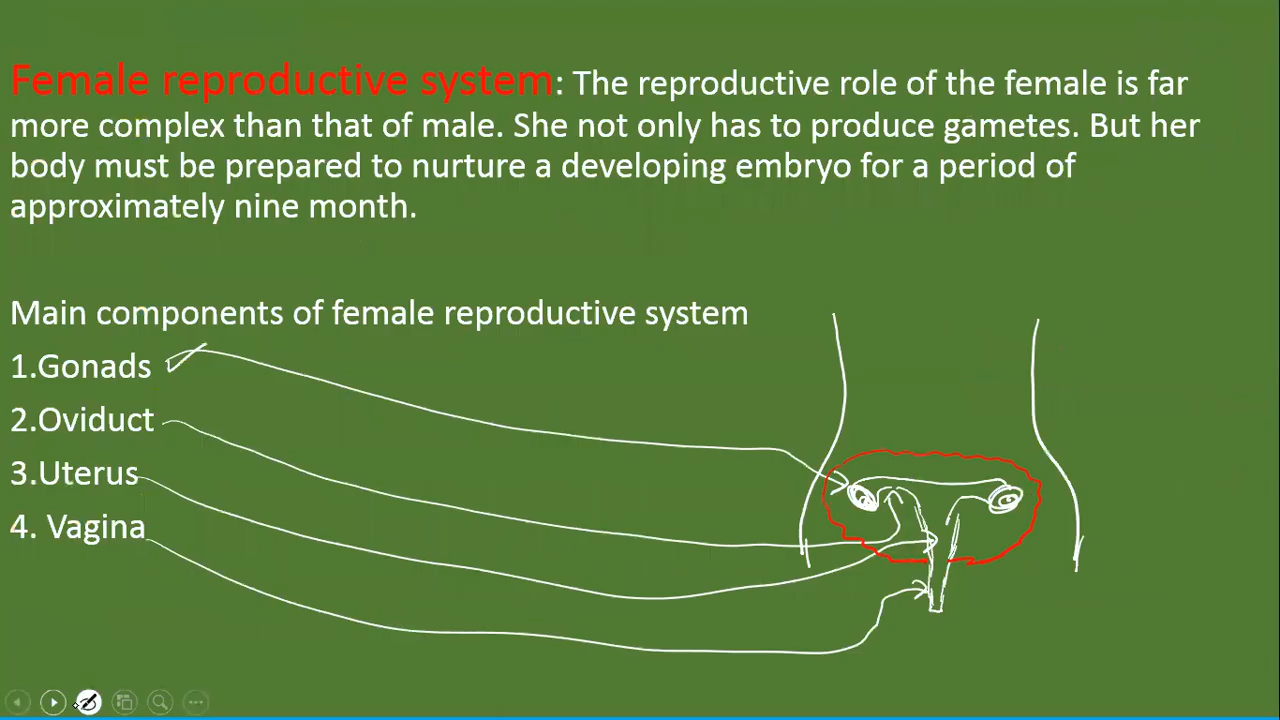 Female reproductive system: The reproductive role of the female is far
more complex than that of male. She not only has to produce gametes. But her
body must be prepared to nurture a developing embryo for a period of
approximately nine month.
Main components of female reproductive system
1.Gonads
2.Oviduct
3.Uterus
4. Vagina